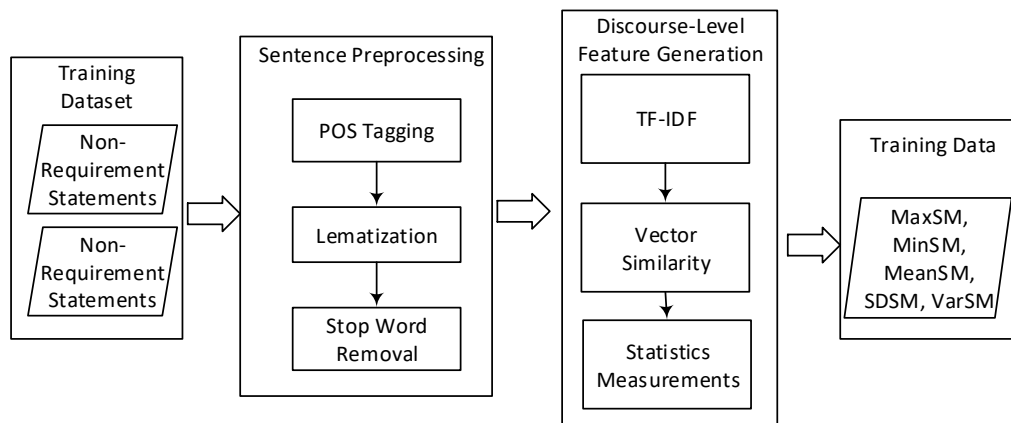 Training
Dataset
Non-
Requirement
Statements
Non-
Requirement
Statements
Sentence Preprocessing
POS Tagging
Lematization
Stop Word
Removal
Discourse-Level
Feature Generation
TF-IDF
Vector
Similarity
Statistics
Measurements
Training Data
MaxSM,
MinSM,
MeanSM,
SDSM, VarSM